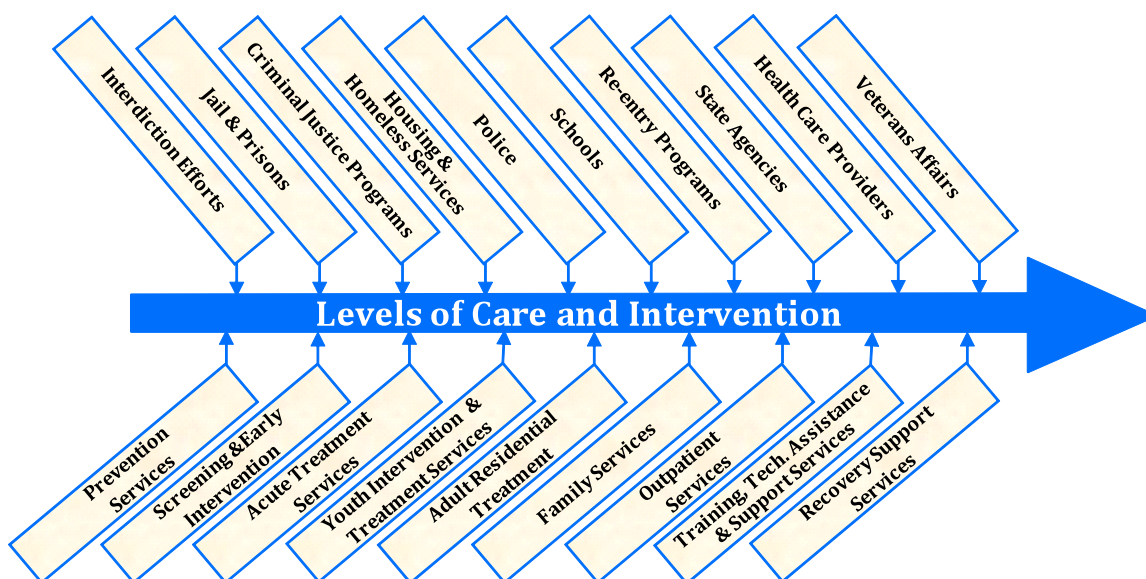 Interdiction Efforts
Jail & Prisons
Criminal Justice Programs
Housing &
Homeless Services
Police
Schools
Re-entry Programs
State Agencies
Health Care Providers
Veterans Affairs
Levels of Care and Intervention
Prevention
Services
Screening &Early
Intervention
Acute Treatment
Services
Youth Intervention &
Treatment Services
Adult Residential
Treatment
Family Services
Outpatient
Services
Training Tech. Assistance
& Support Services
Recovery Support
Services